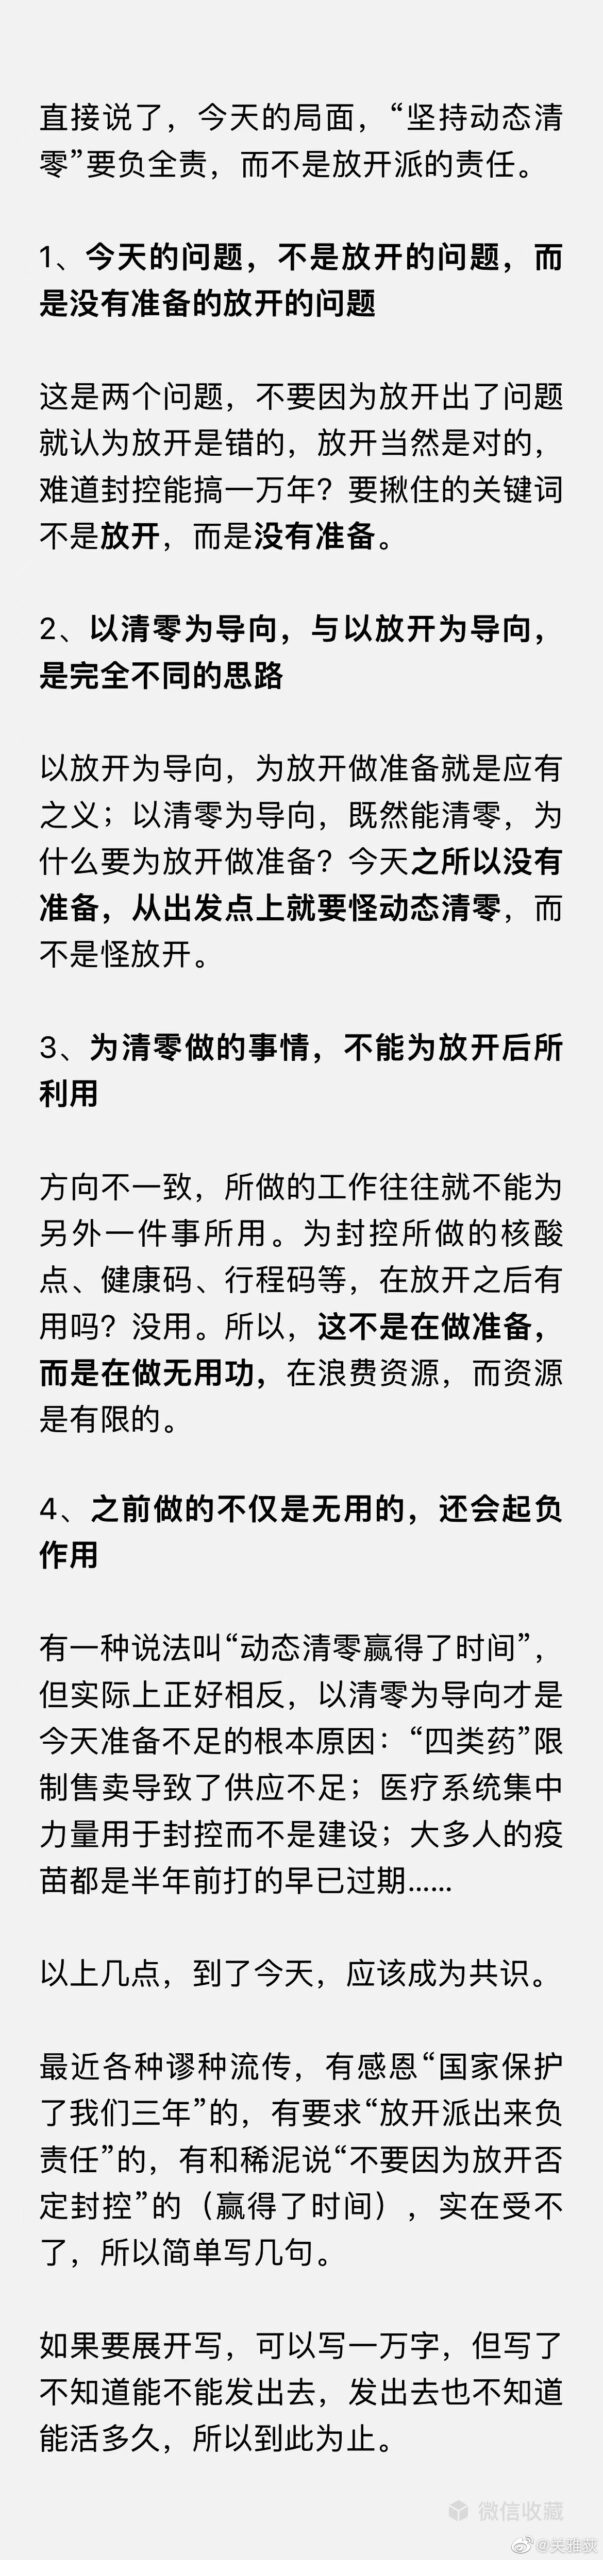 直接说了，今天的局面，“坚持动态清
零”要负全责，而不是放开派的责任。
1、今天的问题，不是放开的问题，而
是没有准备的放开的问题
这是两个问题，不要因为放开出了问题
就认为放开是错的，放开当然是对的，
难道封控能搞一万年？要揪住的关键词
不是放开，而是没有准备。
2、以清零为导向，与以放开为导向，
是完全不同的思路
以放开为导向，为放开做准备就是应有
之义；以清零为导向，既然能清零，为
什么要为放开做准备？今天之所以没有
准备，从出发点上就要怪动态清零，而
不是怪放开。
3、为清零做的事情，不能为放开后所
利用
方向不一致，所做的工作往往就不能为
另外一件事所用。为封控所做的核酸
点、健康码、行程码等，在放开之后有
用吗？没用。所以，这不是在做准备，
而是在做无用功，在浪费资源，而资源
是有限的。
4、之前做的不仅是无用的，还会起负
作用
有一种说法叫“动态清零赢得了时间”，
但实际上正好相反，以清零为导向才是
今天准备不足的根本原因：“四类药”限
制售卖导致了供应不足；医疗系统集中
力量用于封控而不是建设；大多人的疫
苗都是半年前打的早已过期……
以上几点，到了今天，应该成为共识。
最近各种谬种流传，有感恩“国家保护
了我们三年”的，有要求“放开派出来负
责任”的，有和稀泥说“不要因为放开否
定封控”的（赢得了时间），实在受不
了，所以简单写几句。
如果要展开写，可以写一万字，但写了
不知道能不能发出去，发出去也不知道
能活多久，所以到此为止。
微信收藏
@关雅荻